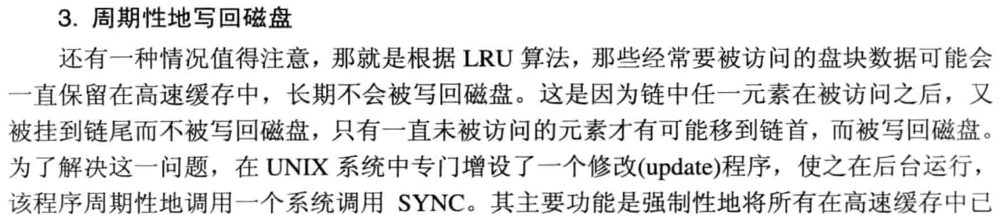 3. 周期性地写回磁盘
还有一种情况值得注意，那就是根据 LRU 算法，那些经常要被访问的盘块数据可能会
一直保留在高速缓存中，长期不会被写回磁盘。这是因为链中任一元素在被访问之后，又
被挂到链尾而不被写回磁盘，只有一直未被访问的元素才有可能移到链首，而被写回磁盘。
为了解决这一问题，在 UNIX 系统中专门增设了一个修改(update)程序，使之在后台运行，
该程序周期性地调用一个系统调用 SYNC。其主要功能是强制性地将所有在高速缓存中已